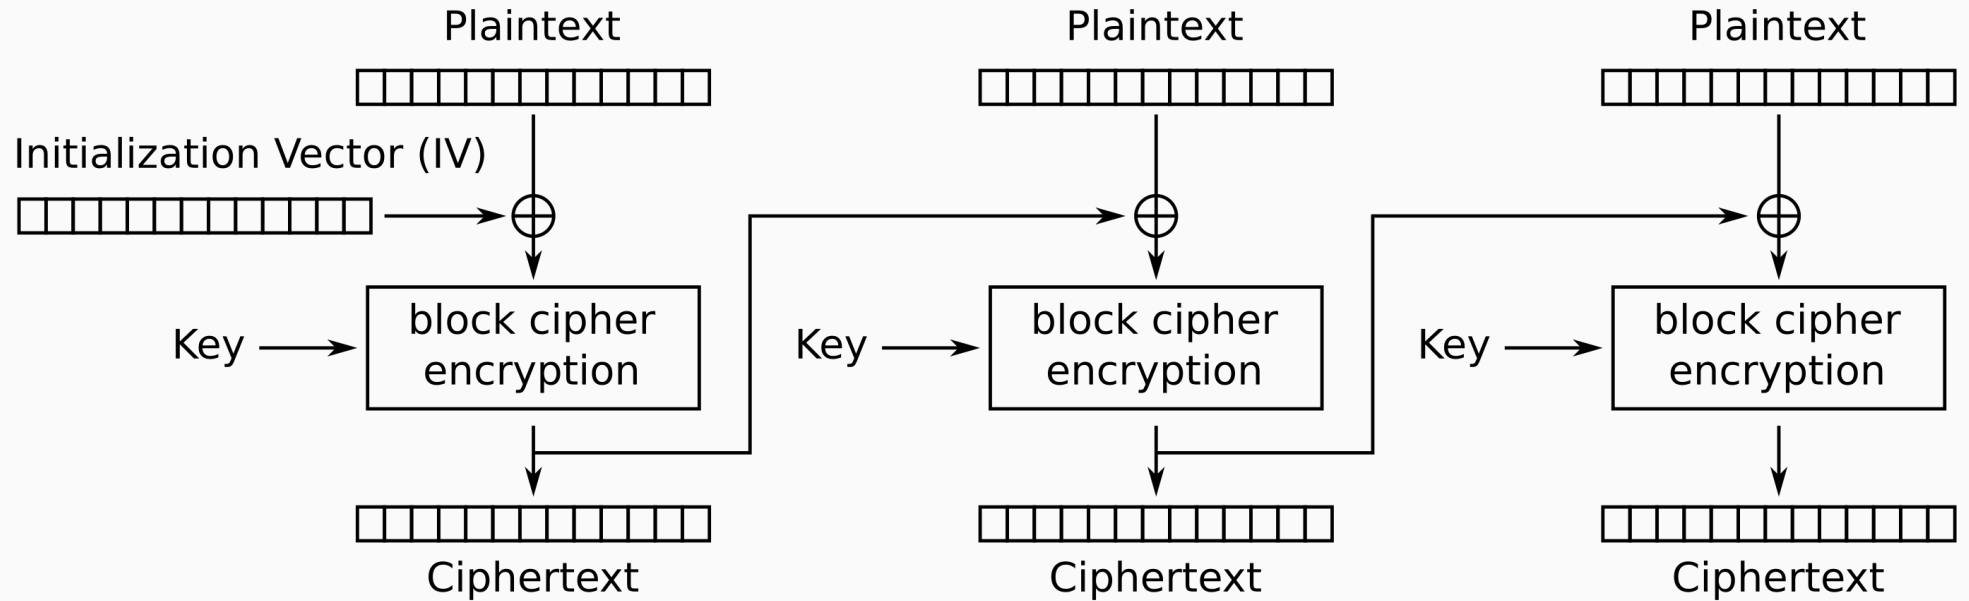 Plaintext
Plaintext
Plaintext
Initialization Vector (IV)
Key
block cipher
encryption
Key
block cipher
encryption
Key
block cipher
encryption
Ciphertext
Ciphertext
Ciphertext